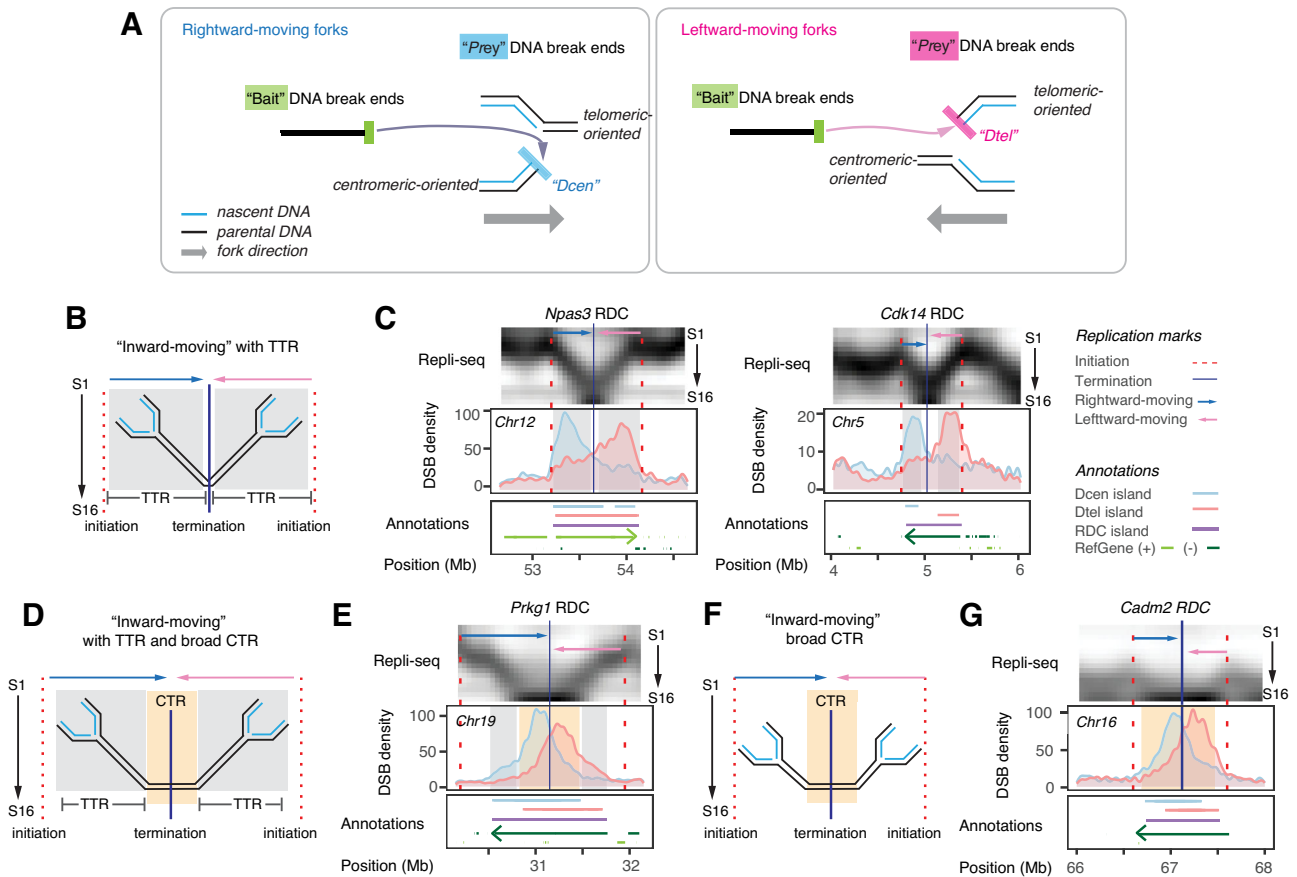 A
Rightward-moving forks
"Prey" DNA break ends
"Bait" DNA break ends
telomeric-
oriented
centromeric-oriented
"Dcen"
nascent DNA
parental DNA
fork direction
Leftward-moving forks
"Prey" DNA break ends
"Bait" DNA break ends
telomeric-
oriented
"Dtel"
centromeric-
oriented
B
"Inward-moving" with TTR
S1
S16
TTR
TTR
initiation
termination
initiation
C
Npas3 RDC
Repli-seq
S1
S16
DSB density
100
50
0
Chr12
Annotations
Position (Mb)
53
54
Cdk14 RDC
Repli-seq
S1
S16
DSB density
20
10
0
Chr5
Annotations
Position (Mb)
4
5
6
Replication marks
Initiation
Termination
Rightward-moving
Leftward-moving
Annotations
Dcen island
Dtel island
RDC island
RefGene (+) (-)
D
"Inward-moving"
with TTR and broad CTR
S1
S16
CTR
TTR
TTR
initiation
termination
initiation
E
Prkg1 RDC
Repli-seq
S1
S16
DSB density
100
50
0
Chr19
Annotations
Position (Mb)
31
32
F
"Inward-moving"
broad CTR
S1
S16
CTR
initiation
termination
initiation
G
Cadm2 RDC
Repli-seq
S1
S16
DSB density
100
50
0
Chr16
Annotations
Position (Mb)
66
67
68